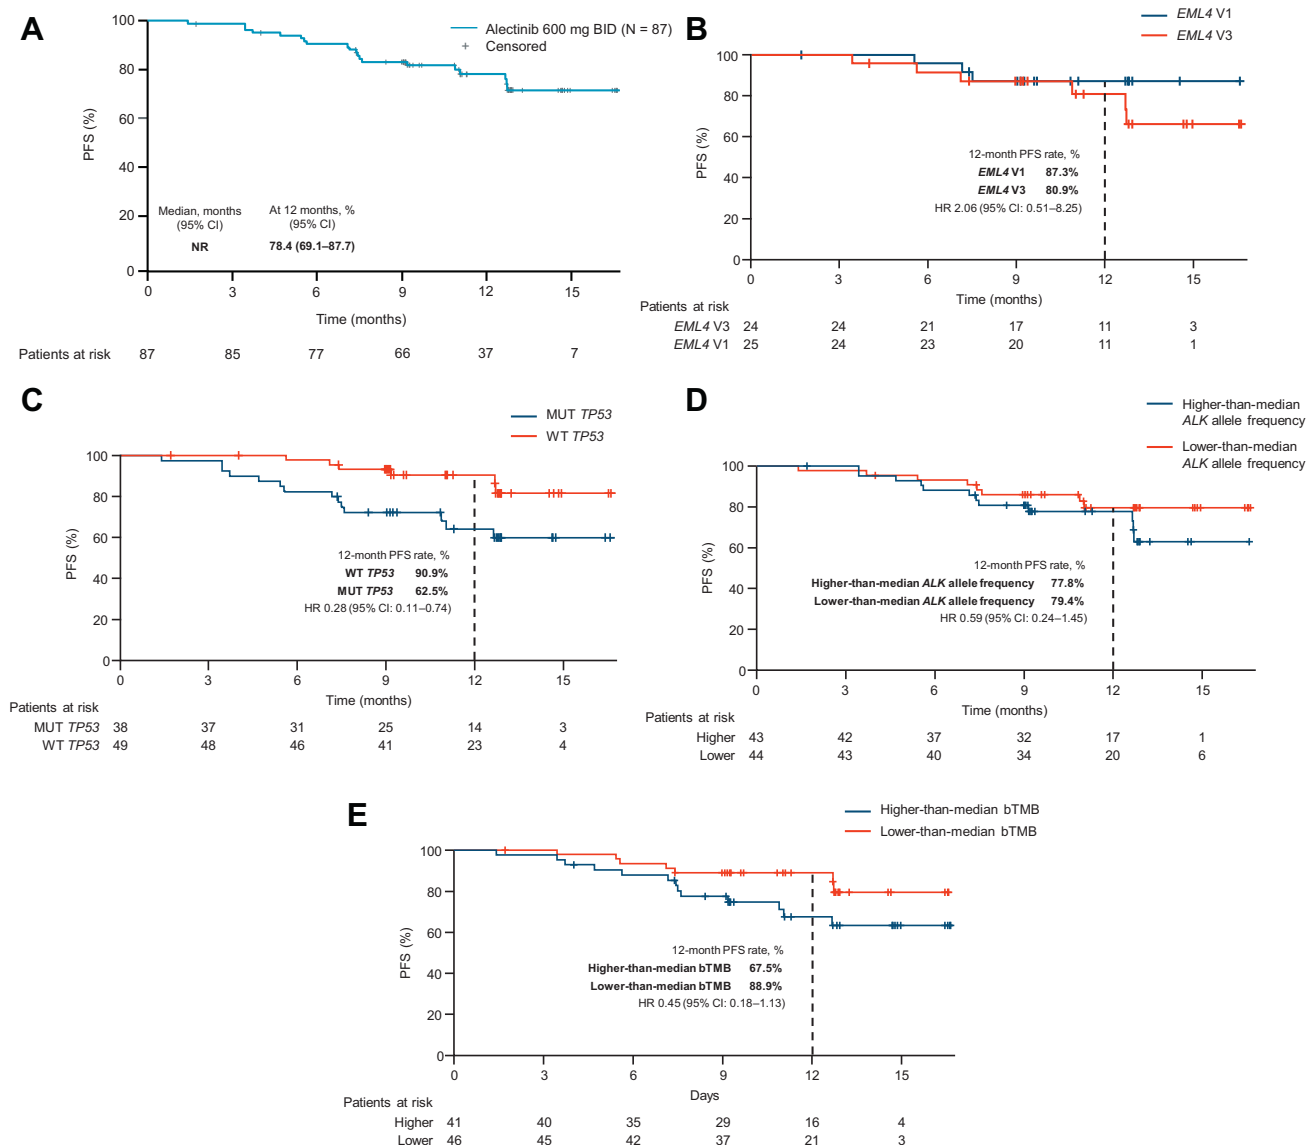 A
Alectinib 600 mg BID (N = 87)
Censored
100
80
60
40
20
0
PFS (%)
Median, months
(95% CI)
NR
At 12 months, %
(95% CI)
78.4 (69.1–87.7)
0 3 6 9 12 15
Time (months)
Patients at risk 87 85 77 66 37 7
B
EML4 V1
EML4 V3
100
80
60
40
20
0
PFS (%)
12-month PFS rate, %
EML4 V1 87.3%
EML4 V3 80.9%
HR 2.06 (95% CI: 0.51–8.25)
0 3 6 9 12 15
Time (months)
Patients at risk
EML4 V3 24 24 21 17 11 3
EML4 V1 25 24 23 20 11 1
C
MUT TP53
WT TP53
100
80
60
40
20
0
PFS (%)
12-month PFS rate, %
WT TP53 90.9%
MUT TP53 62.5%
HR 0.28 (95% CI: 0.11–0.74)
0 3 6 9 12 15
Time (months)
Patients at risk
MUT TP53 38 37 31 25 14 3
WT TP53 49 48 46 41 23 4
D
Higher-than-median
ALK allele frequency
Lower-than-median
ALK allele frequency
100
80
60
40
20
0
PFS (%)
12-month PFS rate, %
Higher-than-median ALK allele frequency 77.8%
Lower-than-median ALK allele frequency 79.4%
HR 0.59 (95% CI: 0.24–1.45)
0 3 6 9 12 15
Time (months)
Patients at risk
Higher 43 42 37 32 17 1
Lower 44 43 40 34 20 6
E
Higher-than-median bTMB
Lower-than-median bTMB
100
80
60
40
20
0
PFS (%)
12-month PFS rate, %
Higher-than-median bTMB 67.5%
Lower-than-median bTMB 88.9%
HR 0.45 (95% CI: 0.18–1.13)
0 3 6 9 12 15
Days
Patients at risk
Higher 41 40 35 29 16 4
Lower 46 45 42 37 21 3